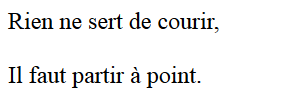 Rien ne sert de courir,
Il faut partir à point.